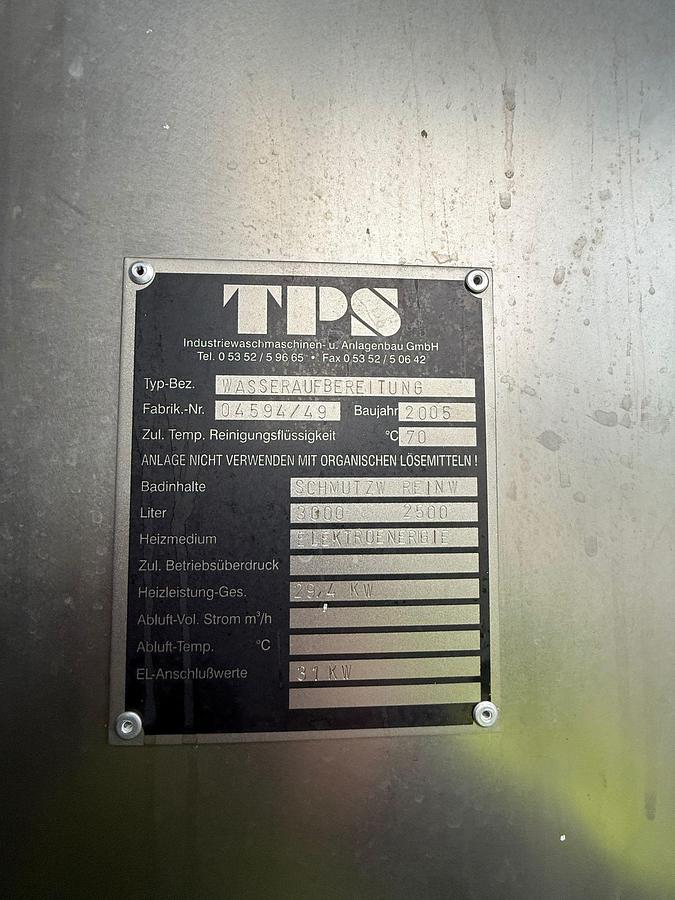 TPS
Industriewaschmaschinen- u. Anlagenbau GmbH
Tel. 0 53 52 / 5 96 65 • Fax 0 53 52 / 5 06 42
Typ-Bez. WASSERAUFBEREITUNG
Fabrik.-Nr. 04594/49 Baujahr 2005
Zul. Temp. Reinigungsflüssigkeit °C 70
ANLAGE NICHT VERWENDEN MIT ORGANISCHEN LÖSEMITTELN !
Badinhalte SCHMUTZW REINW
Liter 3000 2500
Heizmedium ELEKTROENERGIE
Zul. Betriebsüberdruck
Heizleistung-Ges. 29,4 KW
Abluft-Vol. Strom m³/h
Abluft-Temp. °C
EL-Anschlußwerte 31 KW